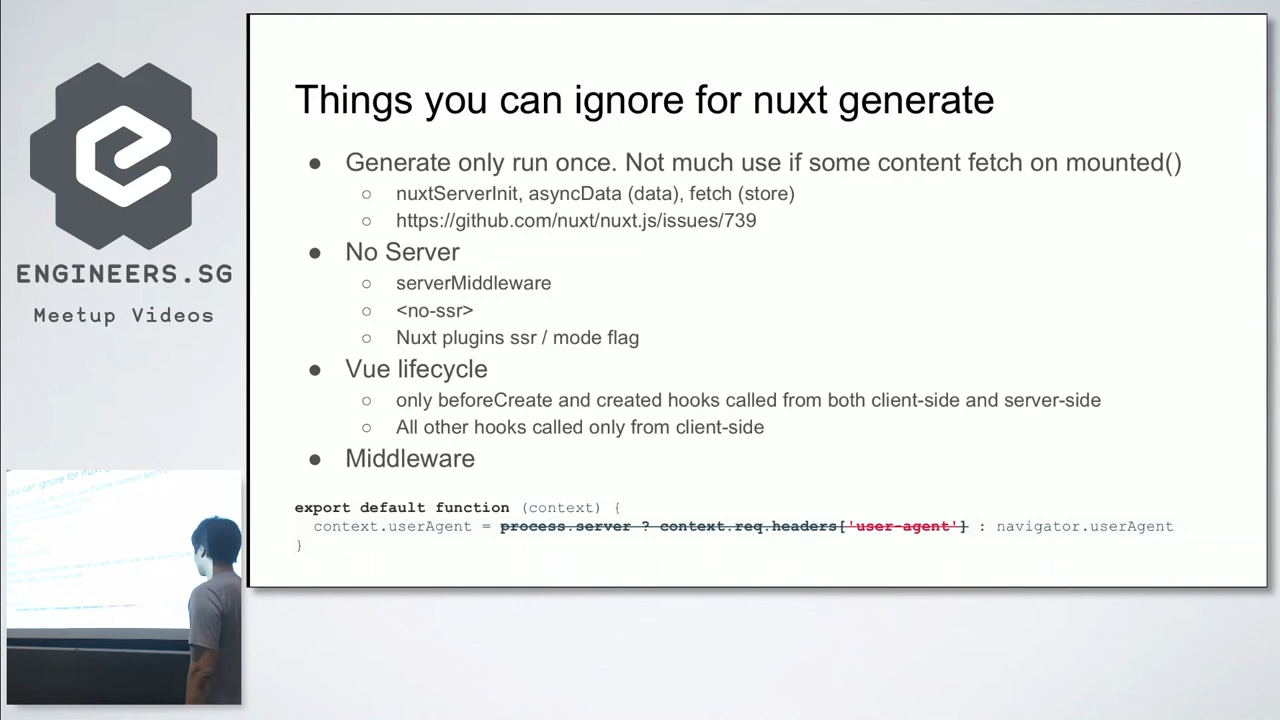 ENGINEERS.SG
Meetup Videos
Things you can ignore for nuxt generate
● Generate only run once. Not much use if some content fetch on mounted()
○ nuxtServerInit, asyncData (data), fetch (store)
○ https://github.com/nuxt/nuxt.js/issues/739
● No Server
○ serverMiddleware
○ <no-ssr>
○ Nuxt plugins ssr / mode flag
● Vue lifecycle
○ only beforeCreate and created hooks called from both client-side and server-side
○ All other hooks called only from client-side
● Middleware
export default function (context) {
context.userAgent = process.server ? context.req.headers['user-agent'] : navigator.userAgent
}